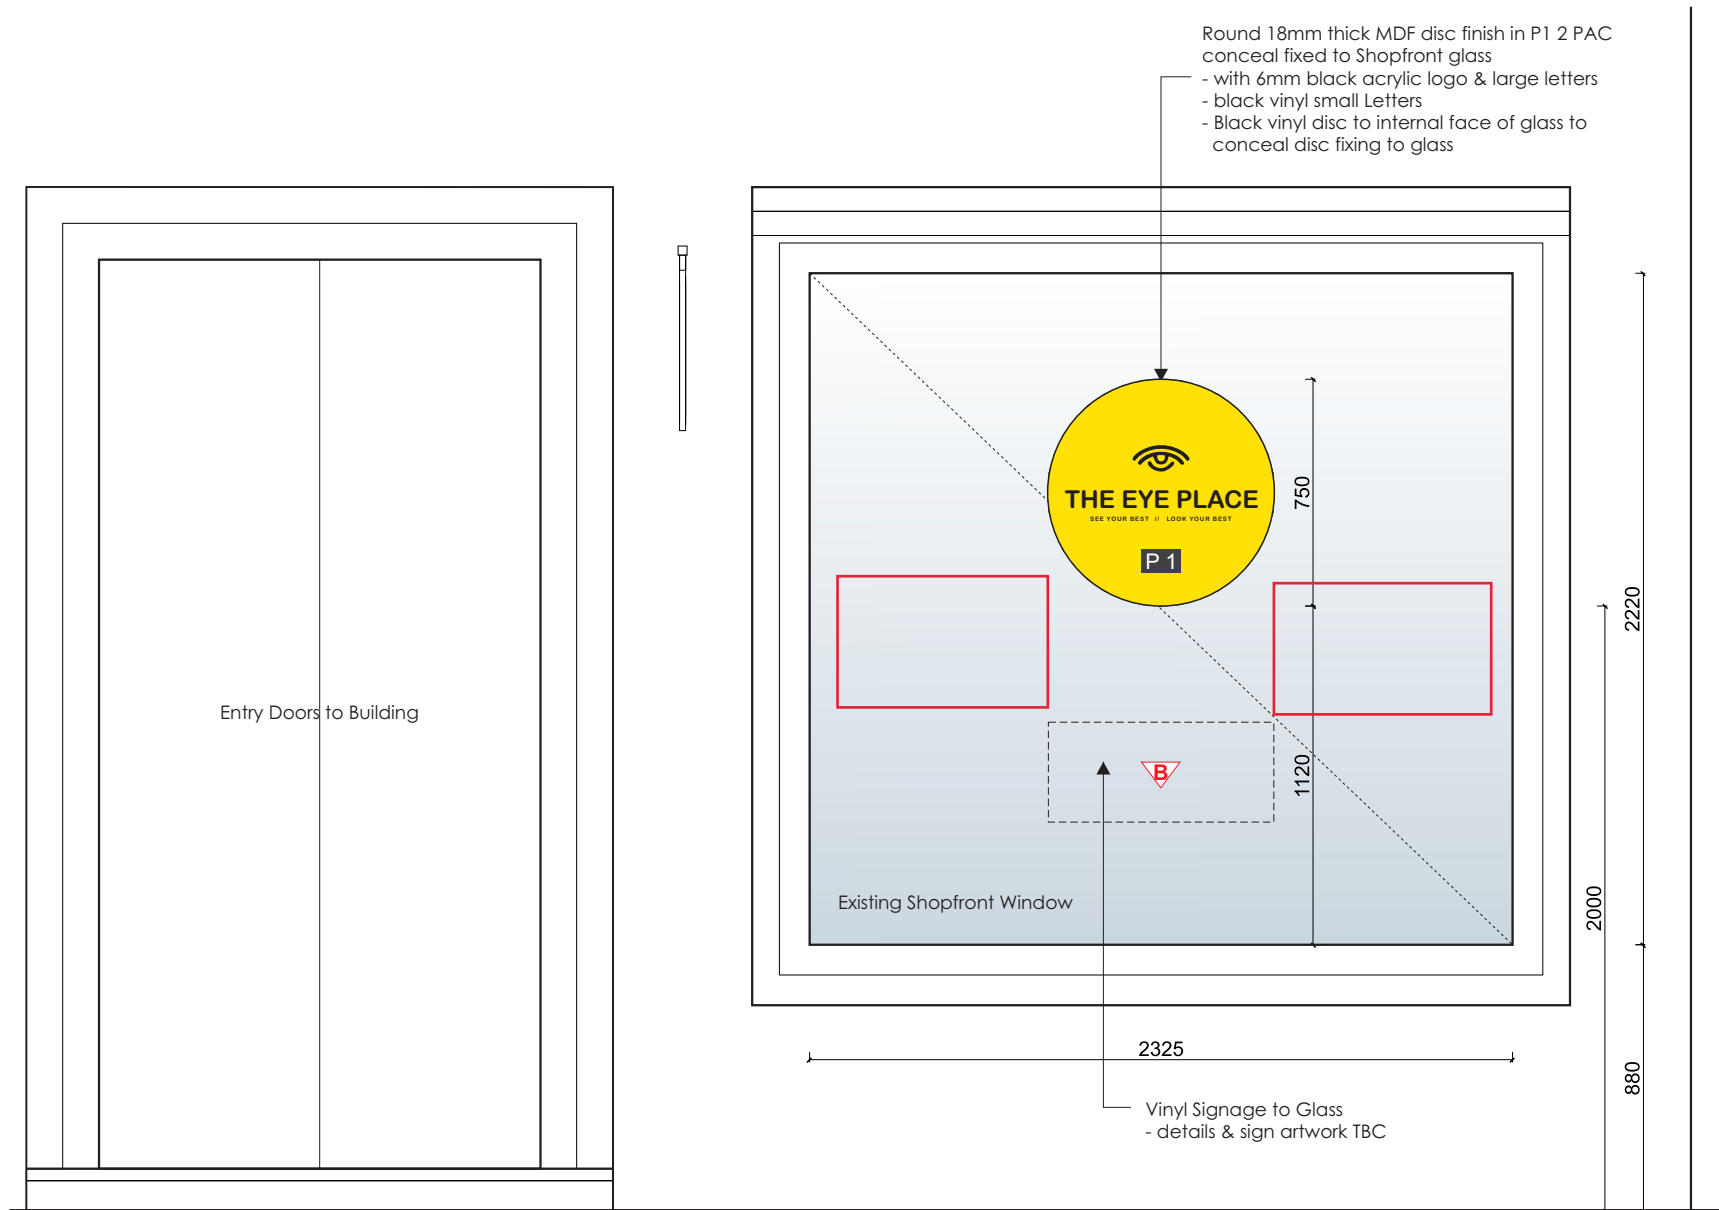 Round 18mm thick MDF disc finish in P1 2 PAC
conceal fixed to Shopfront glass
- with 6mm black acrylic logo & large letters
- black vinyl small Letters
- Black vinyl disc to internal face of glass to
conceal disc fixing to glass
THE EYE PLACE
SEE YOUR BEST // LOOK YOUR BEST
P 1
750
2220
Entry Doors to Building
B
1120
Existing Shopfront Window
2000
2325
880
Vinyl Signage to Glass
- details & sign artwork TBC